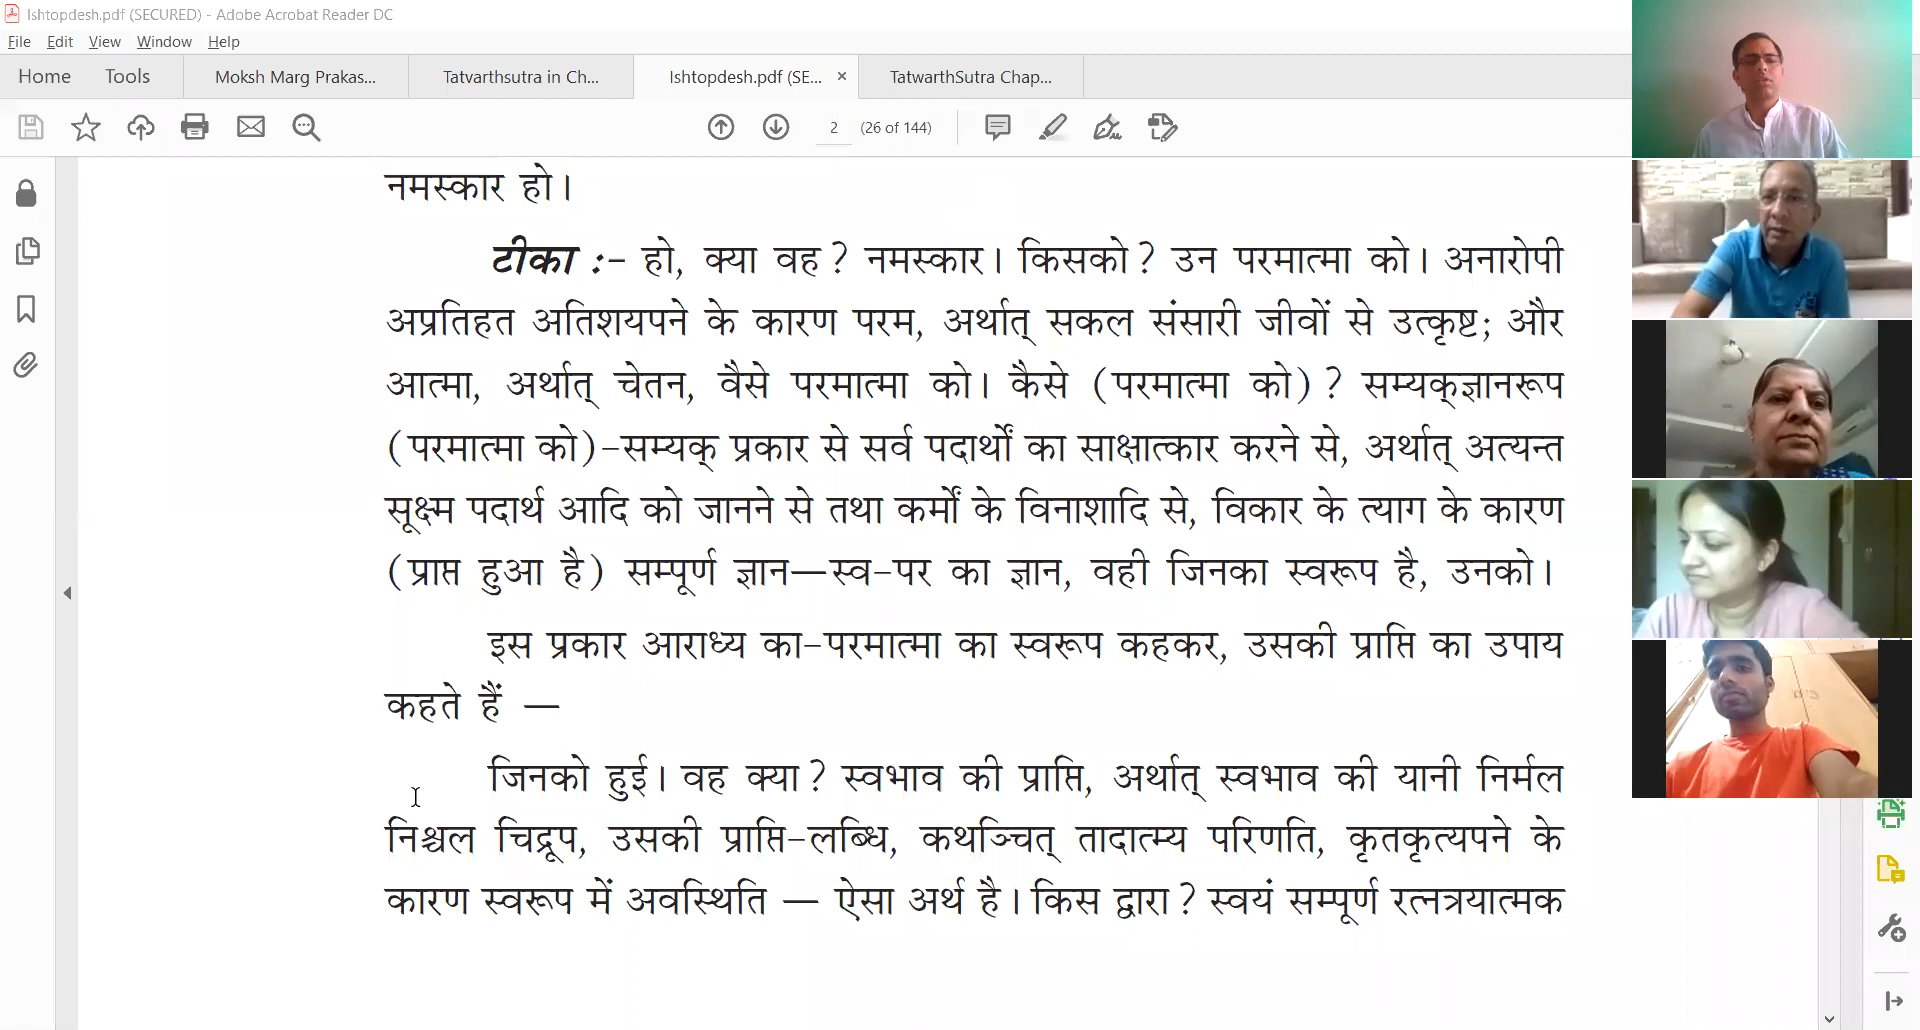 Ishtopdesh.pdf (SECURED) - Adobe Acrobat Reader DC
File Edit View Window Help
Home Tools Moksh Marg Prakas... Tatvarthsutra in Ch... Ishtopdesh.pdf (SE... × TatwarthSutra Chap...
2 (26 of 144)
नमस्कार हो।
टीका :- हो, क्या वह ? नमस्कार। किसको ? उन परमात्मा को। अनारोपी
अप्रतिहत अतिशयपने के कारण परम, अर्थात् सकल संसारी जीवों से उत्कृष्ट; और
आत्मा, अर्थात् चेतन, वैसे परमात्मा को। कैसे (परमात्मा को) ? सम्यक्‌ज्ञानरूप
(परमात्मा को)-सम्यक् प्रकार से सर्व पदार्थों का साक्षात्कार करने से, अर्थात् अत्यन्त
सूक्ष्म पदार्थ आदि को जानने से तथा कर्मों के विनाशादि से, विकार के त्याग के कारण
(प्राप्त हुआ है) सम्पूर्ण ज्ञान—स्व-पर का ज्ञान, वही जिनका स्वरूप है, उनको।
इस प्रकार आराध्य का-परमात्मा का स्वरूप कहकर, उसकी प्राप्ति का उपाय
कहते हैं —
जिनको हुई। वह क्या ? स्वभाव की प्राप्ति, अर्थात् स्वभाव की यानी निर्मल
निश्चल चिद्रूप, उसकी प्राप्ति-लब्धि, कथञ्चित् तादात्म्य परिणति, कृतकृत्यपने के
कारण स्वरूप में अवस्थिति — ऐसा अर्थ है। किस द्वारा ? स्वयं सम्पूर्ण रत्नत्रयात्मक